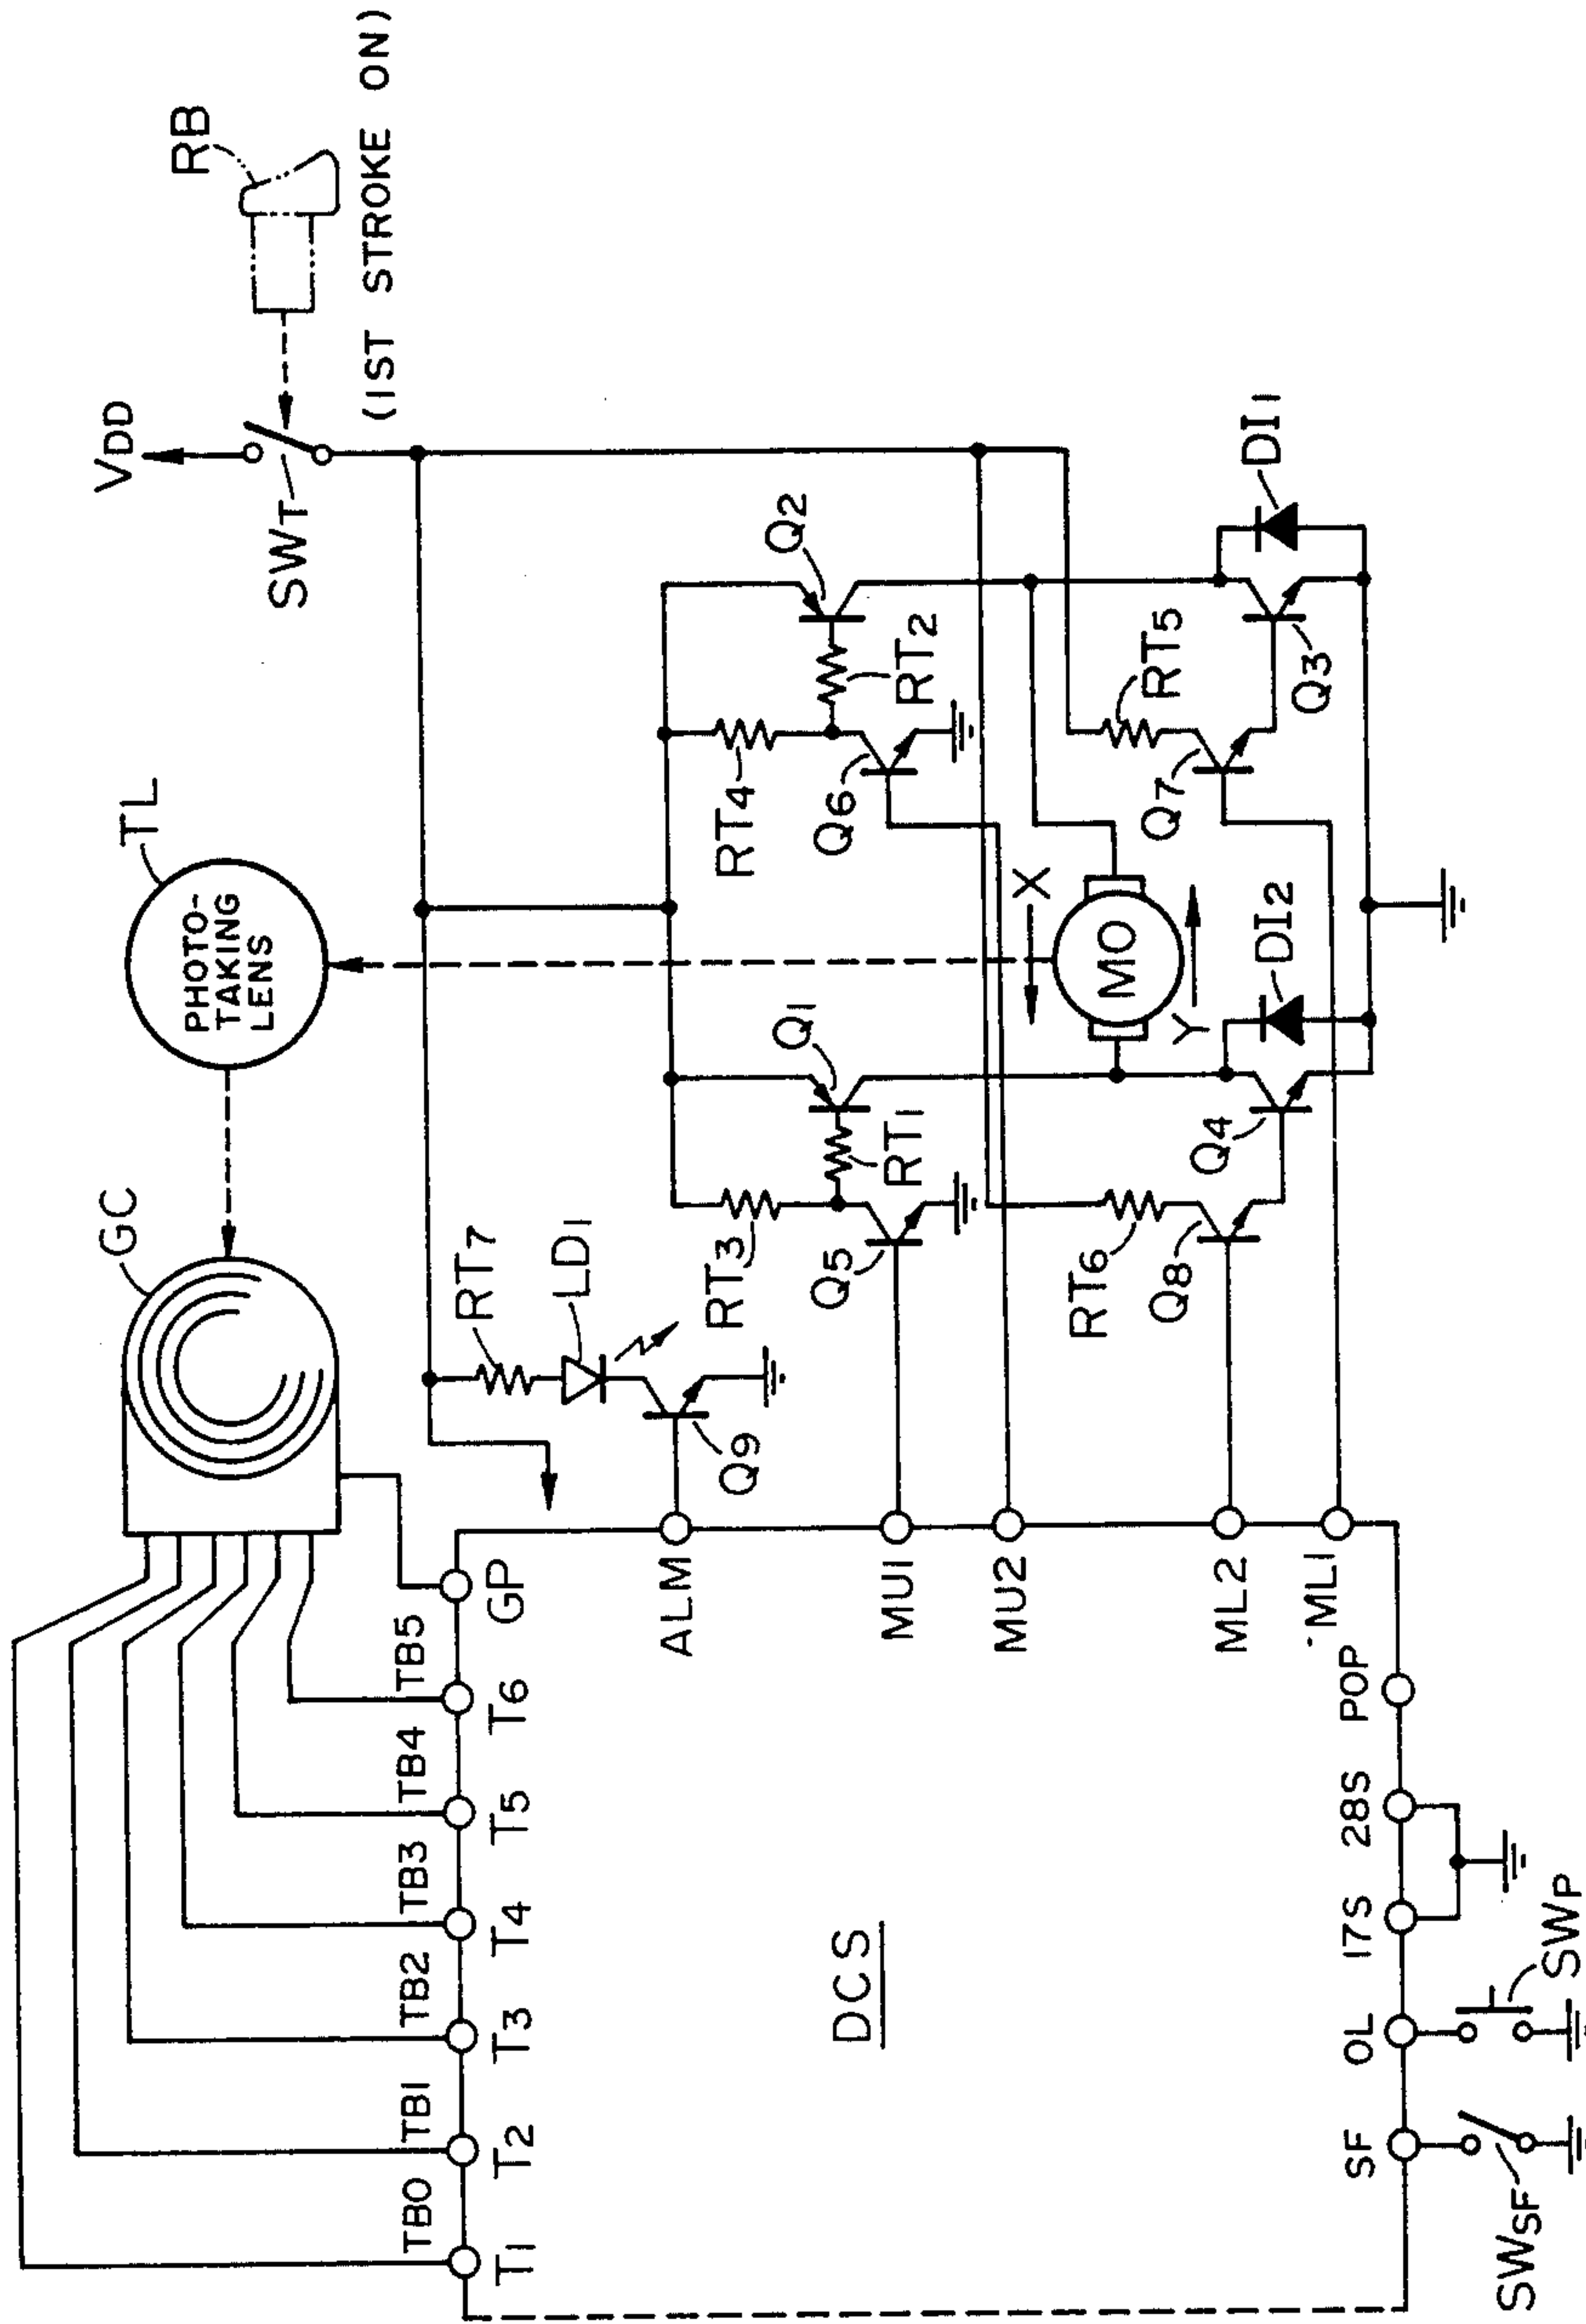 VDD
SWT
RB
(1ST STROKE ON)
TL
PHOTO-
TAKING
LENS
GC
RT7
LD1
Q9
RT3
Q5
RT1
Q1
RT4
Q6
RT2
Q2
X
MO
Y
RT6
Q8
Q4
DI2
RT5
Q7
Q3
DI1
TB0
TB1
TB2
TB3
TB4
TB5
T1
T2
T3
T4
T5
T6
GP
ALM
MU1
MU2
ML2
ML1
DCS
SF
OL
17S
28S
POP
SWSF
SWP